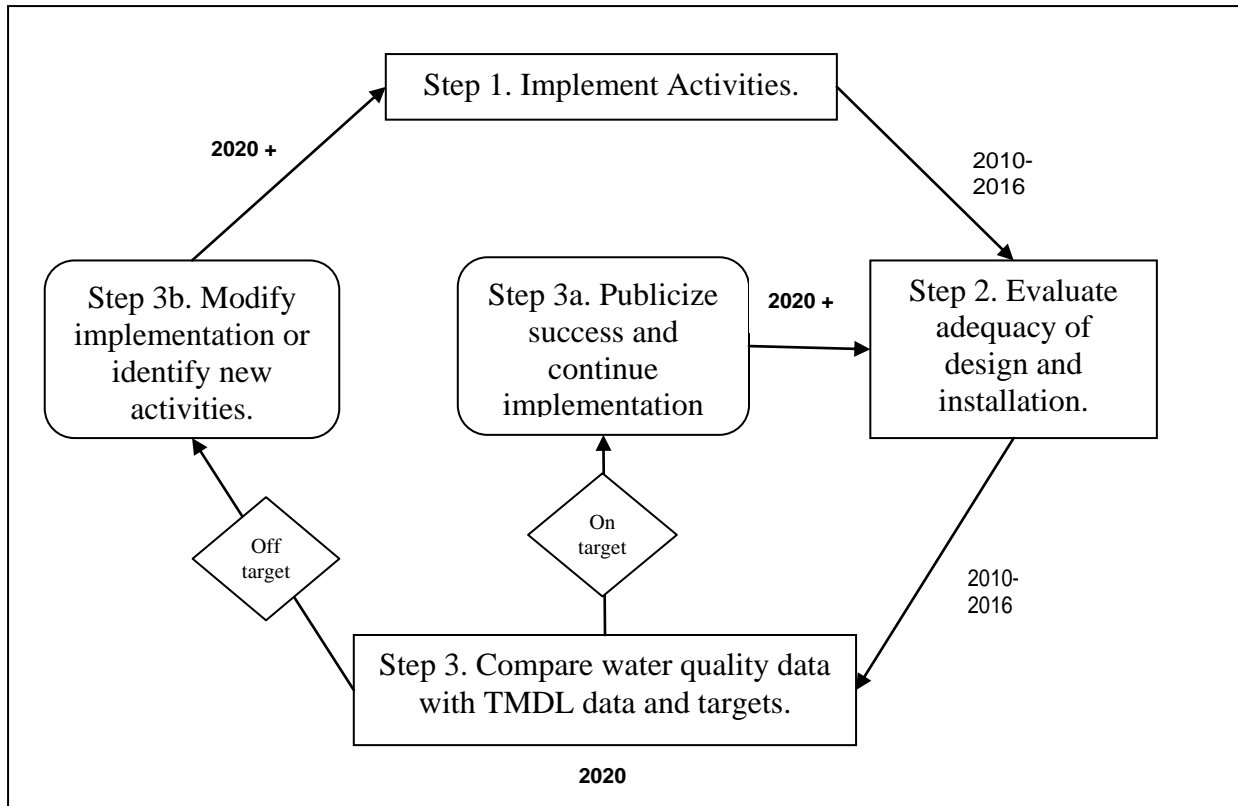 Step 1. Implement Activities.
2020 +
2010-
2016
Step 3b. Modify
implementation or
identify new
activities.
Step 3a. Publicize
success and
continue
implementation
2020 +
Step 2. Evaluate
adequacy of
design and
installation.
Off
target
On
target
2010-
2016
Step 3. Compare water quality data
with TMDL data and targets.
2020